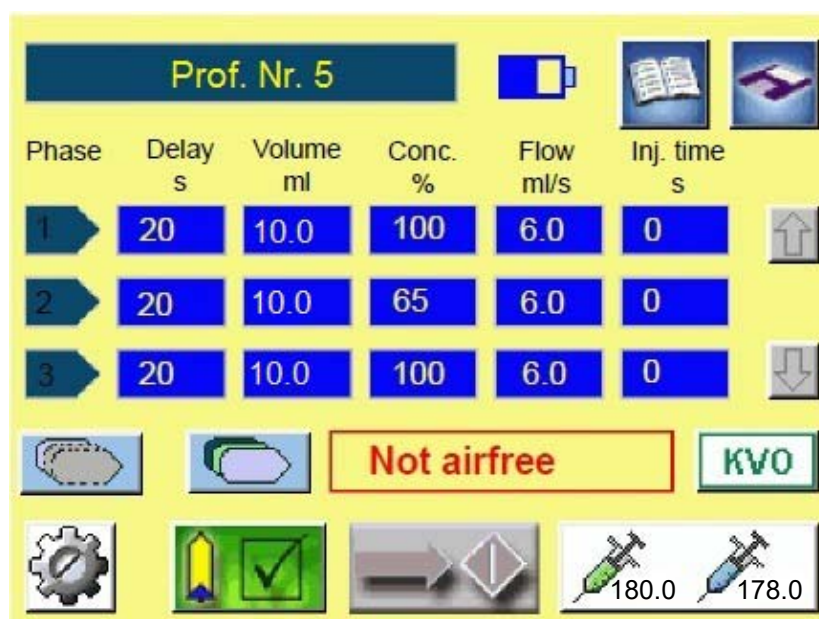 Prof. Nr. 5
Phase Delay Volume Conc. Flow Inj. time
s ml % ml/s s
1 20 10.0 100 6.0 0
2 20 10.0 65 6.0 0
3 20 10.0 100 6.0 0
Not airfree KVO
180.0 178.0